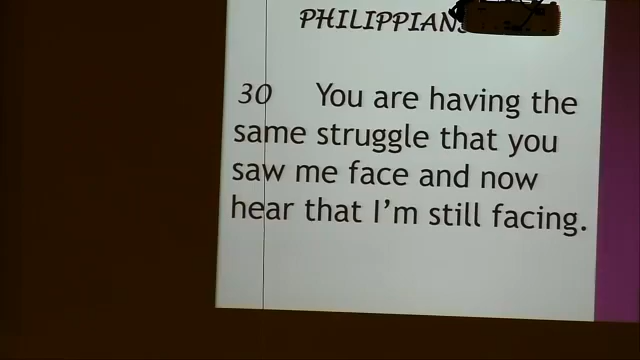 PHILIPPIANS
30 You are having the
same struggle that you
saw me face and now
hear that I'm still facing.